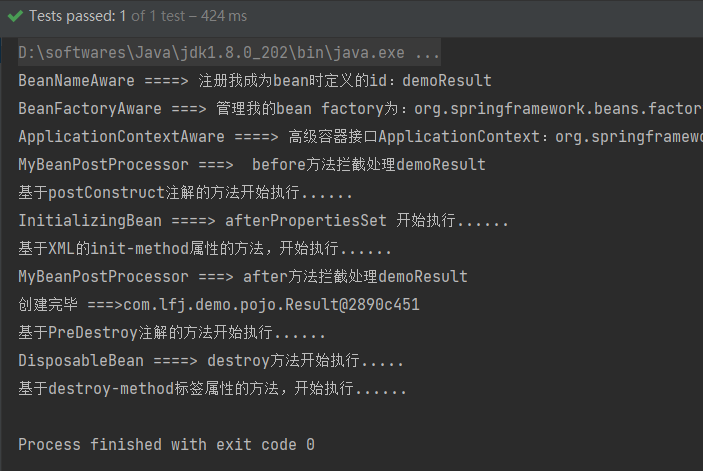 Tests passed: 1 of 1 test – 424 ms
D:\softwares\Java\jdk1.8.0_202\bin\java.exe ...
BeanNameAware ====> 注册我成为bean时定义的id：demoResult
BeanFactoryAware ===> 管理我的bean factory为：org.springframework.beans.factor
ApplicationContextAware ====> 高级容器接口ApplicationContext：org.springframew
MyBeanPostProcessor ===>  before方法拦截处理demoResult
基于postConstruct注解的方法开始执行......
InitializingBean ====> afterPropertiesSet 开始执行......
基于XML的init-method属性的方法，开始执行......
MyBeanPostProcessor ===> after方法拦截处理demoResult
创建完毕 ===>com.lfj.demo.pojo.Result@2890c451
基于PreDestroy注解的方法开始执行......
DisposableBean ====> destroy方法开始执行.....
基于destroy-method标签属性的方法，开始执行......
Process finished with exit code 0